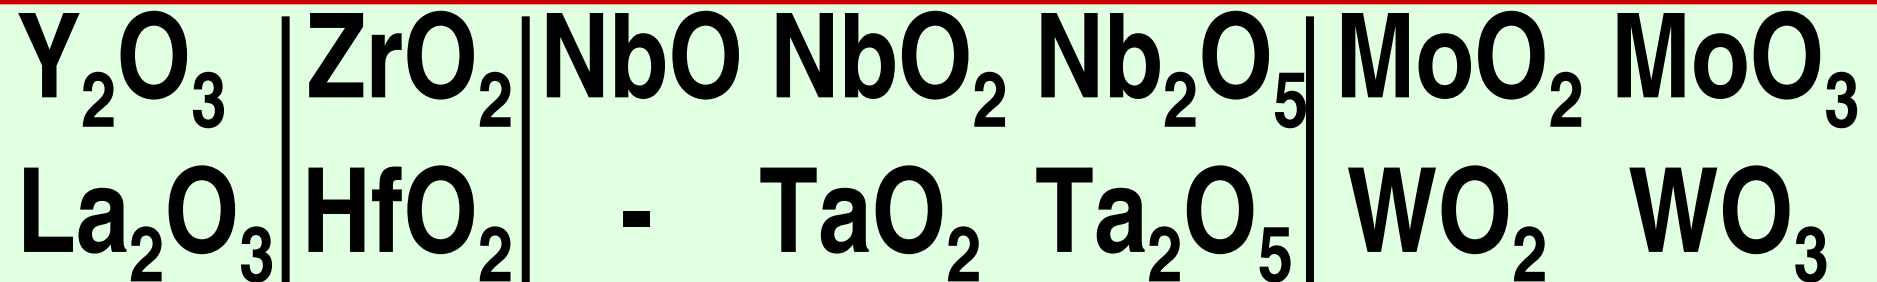 Y₂O₃ ZrO₂ NbO NbO₂ Nb₂O₅ MoO₂ MoO₃
La₂O₃ HfO₂ - TaO₂ Ta₂O₅ WO₂ WO₃